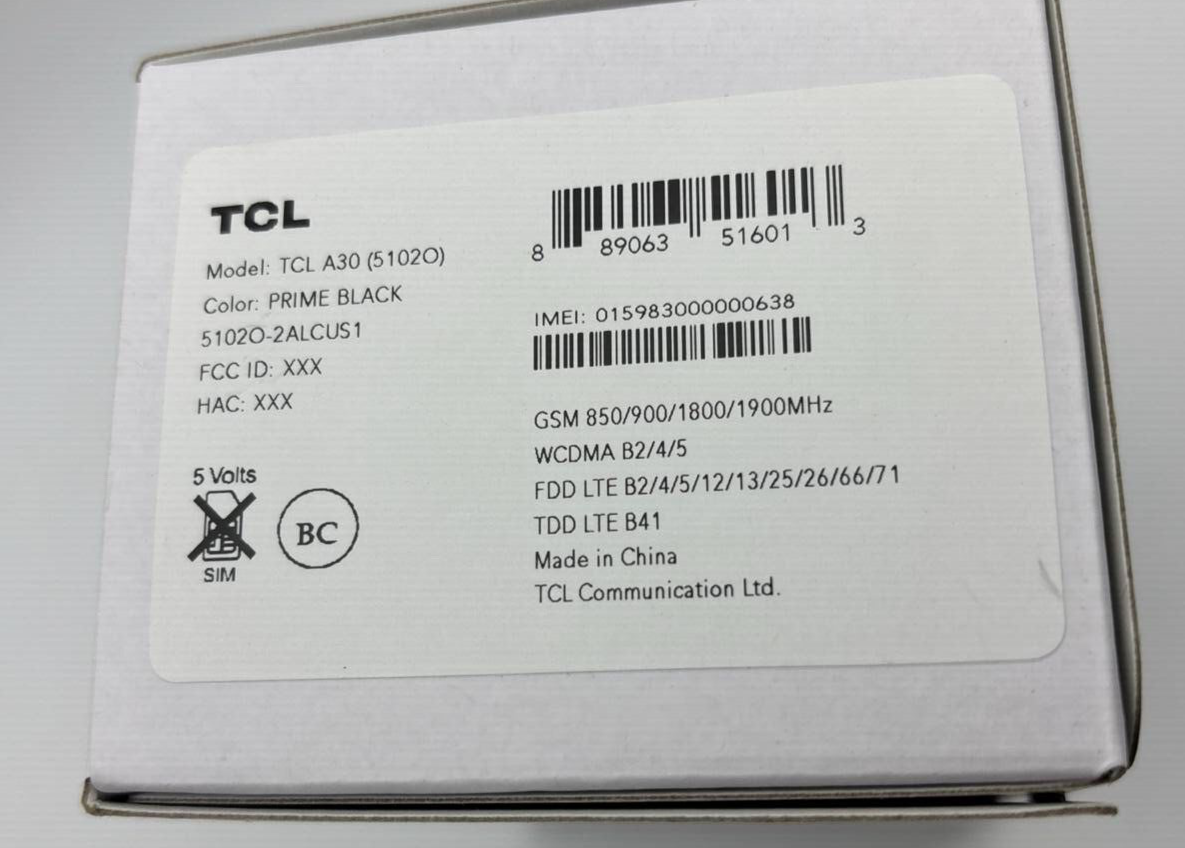 TCL
Model: TCL A30 (5102O)
Color: PRIME BLACK
5102O-2ALCUS1
FCC ID: XXX
HAC: XXX
5 Volts
SIM
BC
8 89063 51601 3
IMEI: 015983000000638
GSM 850/900/1800/1900MHz
WCDMA B2/4/5
FDD LTE B2/4/5/12/13/25/26/66/71
TDD LTE B41
Made in China
TCL Communication Ltd.